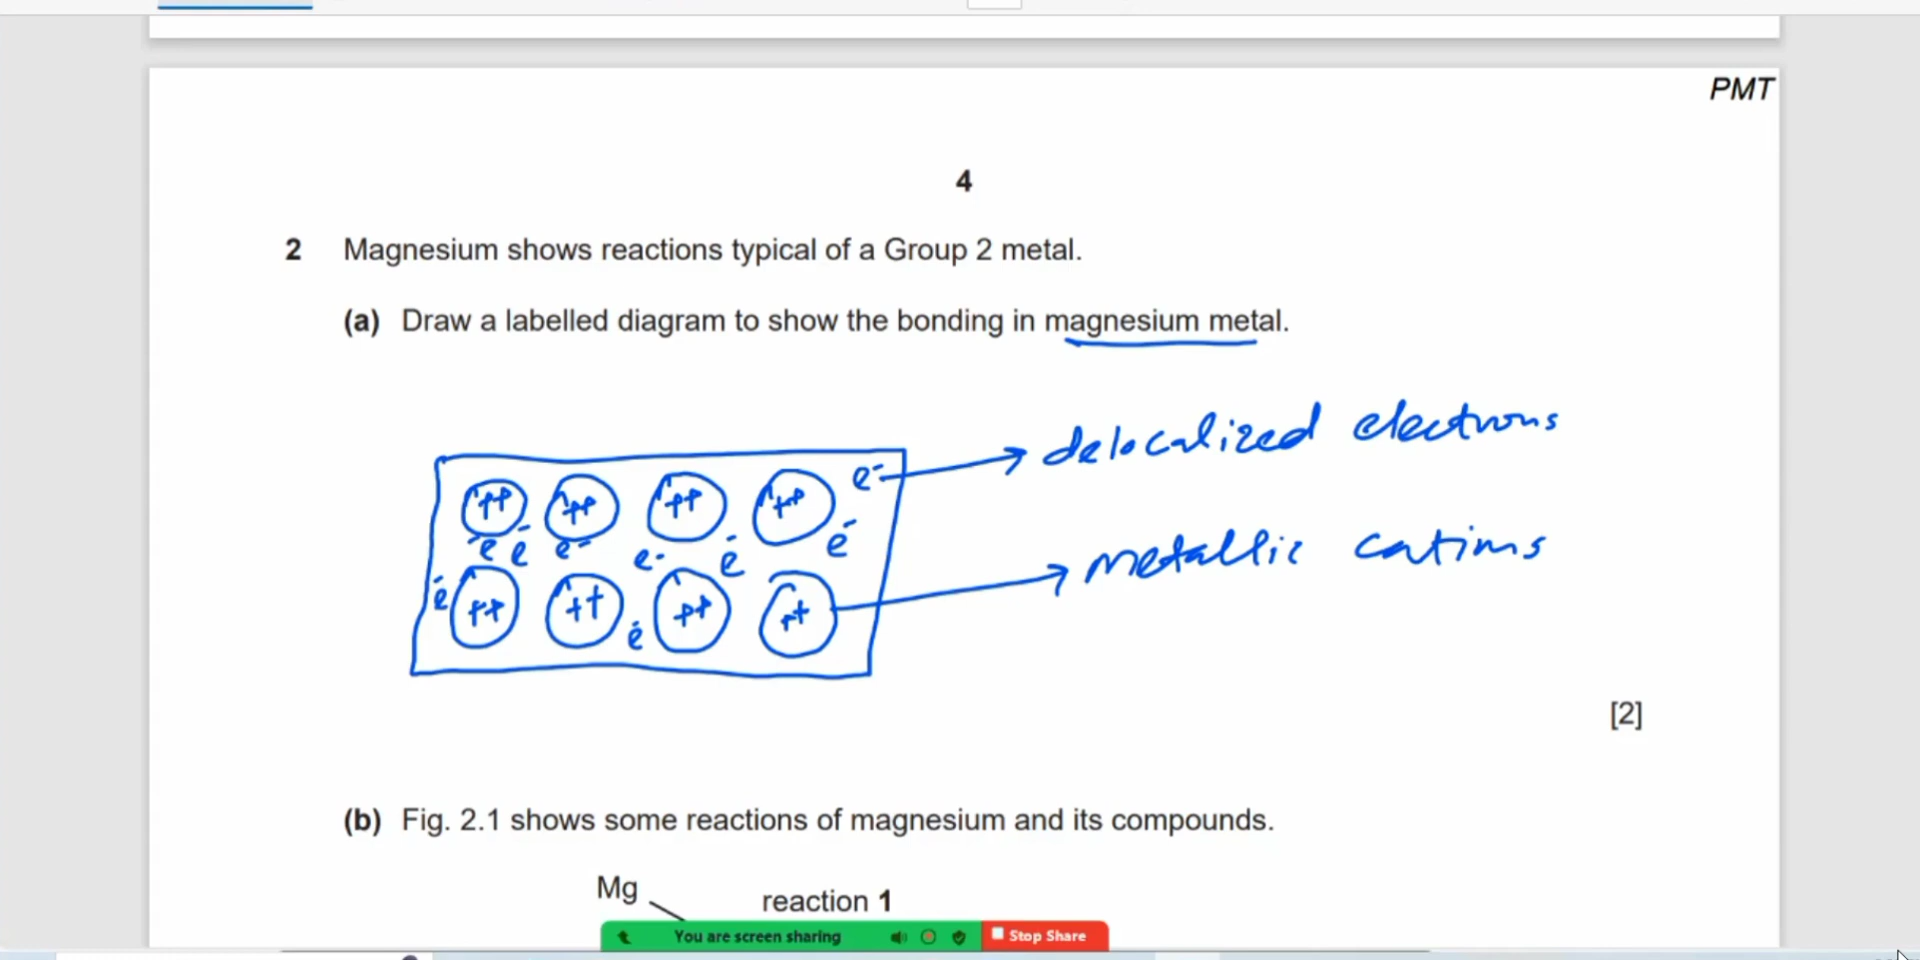 PMT
4
2 Magnesium shows reactions typical of a Group 2 metal.
(a) Draw a labelled diagram to show the bonding in magnesium metal.
delocalized electrons
e-
++ ++ ++ ++
-e e- e- e- e- e-
metallic cations
e- ++ ++ e- ++ ++
[2]
(b) Fig. 2.1 shows some reactions of magnesium and its compounds.
Mg
reaction 1
You are screen sharing Stop Share